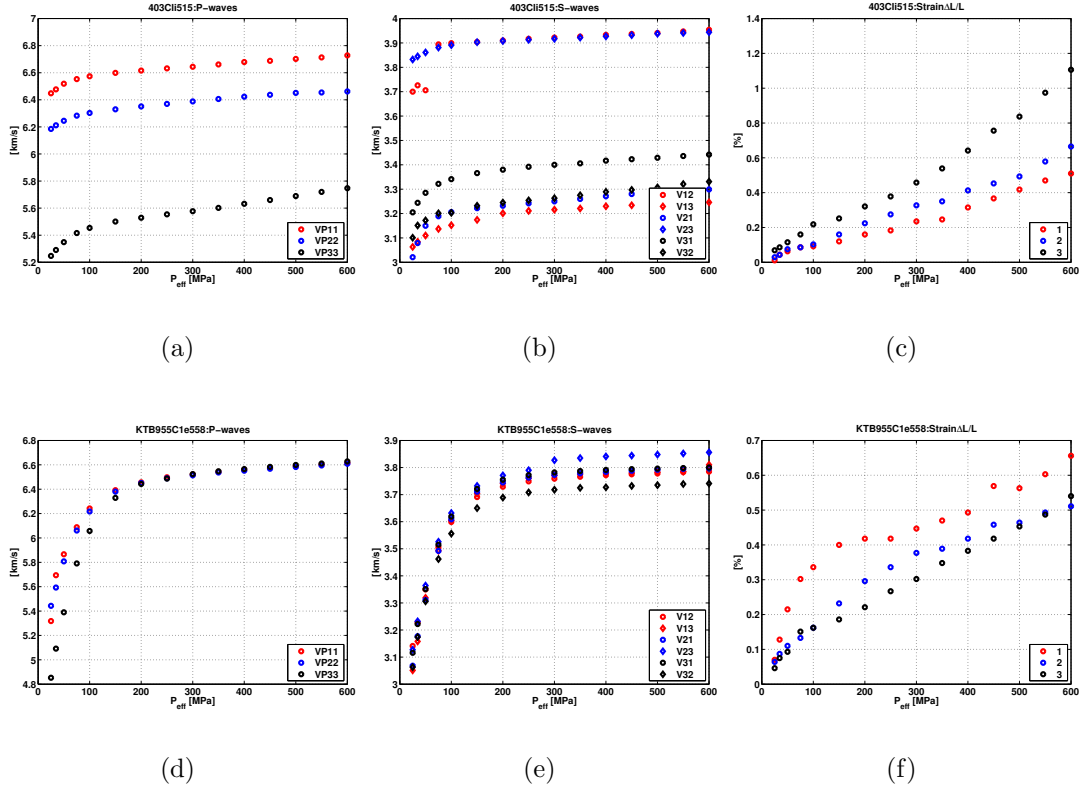 403Cli515:P−waves
7
6.8
6.6
6.4
6.2
6
5.8
5.6
5.4
5.2
[km/s]
0 100 200 300 400 500 600
P_eff [MPa]
VP11
VP22
VP33
(a)
403Cli515:S−waves
4
3.9
3.8
3.7
3.6
3.5
3.4
3.3
3.2
3.1
3
[km/s]
0 100 200 300 400 500 600
P_eff [MPa]
V12
V13
V21
V23
V31
V32
(b)
403Cli515:StrainΔL/L
1.4
1.2
1
0.8
0.6
0.4
0.2
0
[%]
0 100 200 300 400 500 600
P_eff [MPa]
1
2
3
(c)
KTB955C1e558:P−waves
6.8
6.6
6.4
6.2
6
5.8
5.6
5.4
5.2
5
4.8
[km/s]
0 100 200 300 400 500 600
P_eff [MPa]
VP11
VP22
VP33
(d)
KTB955C1e558:S−waves
3.9
3.8
3.7
3.6
3.5
3.4
3.3
3.2
3.1
3
[km/s]
0 100 200 300 400 500 600
P_eff [MPa]
V12
V13
V21
V23
V31
V32
(e)
KTB955C1e558:StrainΔL/L
0.7
0.6
0.5
0.4
0.3
0.2
0.1
0
[%]
0 100 200 300 400 500 600
P_eff [MPa]
1
2
3
(f)